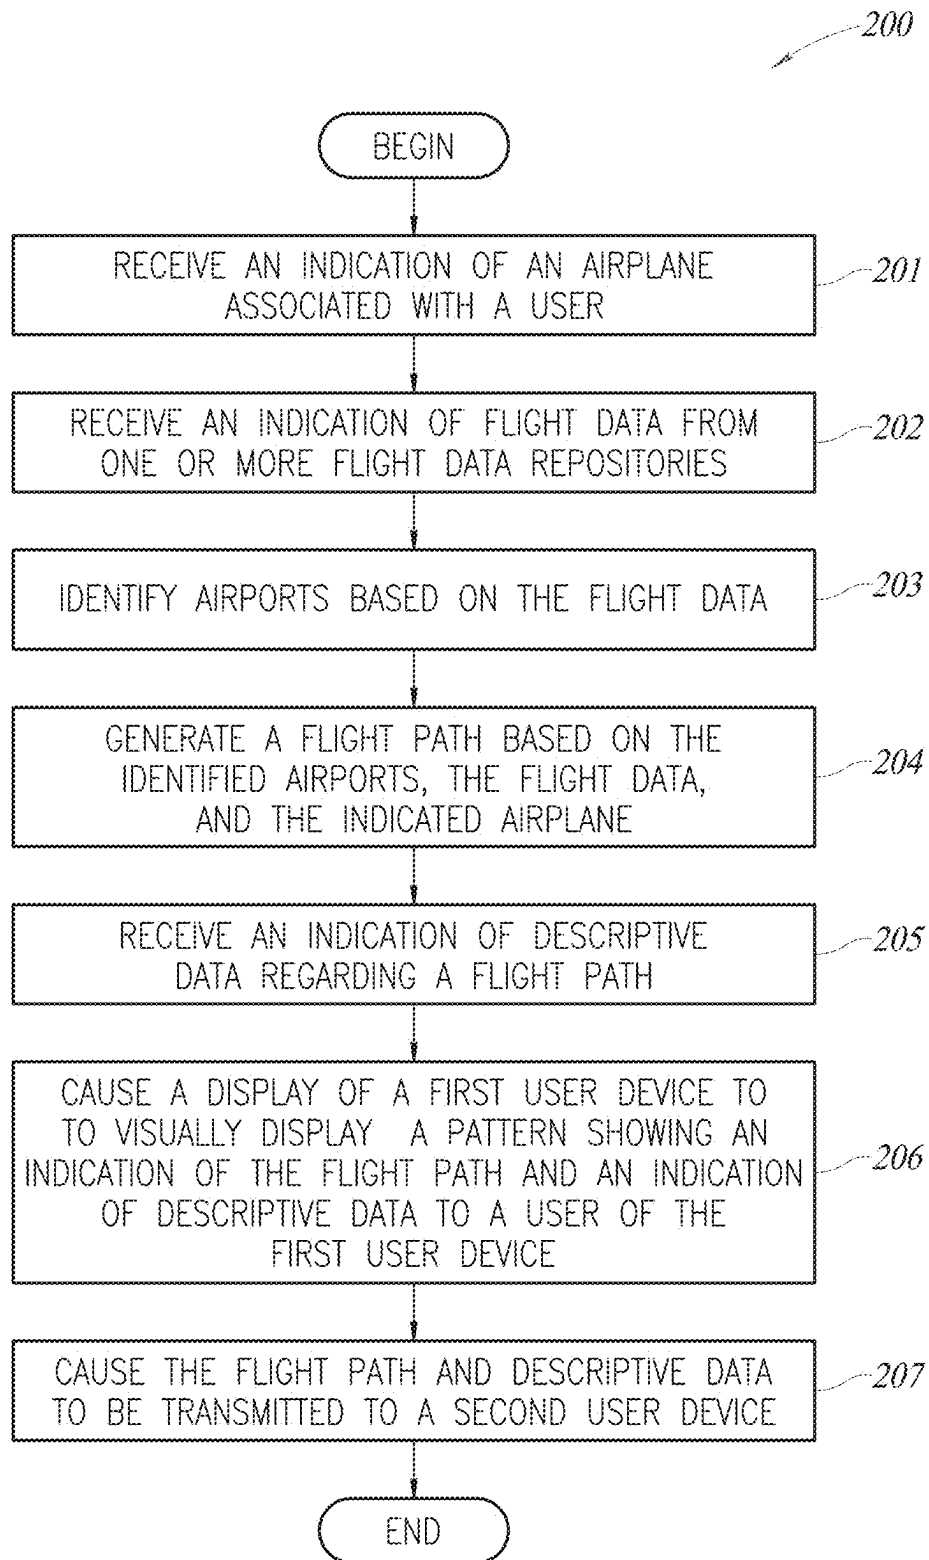 200
BEGIN
RECEIVE AN INDICATION OF AN AIRPLANE
ASSOCIATED WITH A USER
201
RECEIVE AN INDICATION OF FLIGHT DATA FROM
ONE OR MORE FLIGHT DATA REPOSITORIES
202
IDENTIFY AIRPORTS BASED ON THE FLIGHT DATA
203
GENERATE A FLIGHT PATH BASED ON THE
IDENTIFIED AIRPORTS, THE FLIGHT DATA,
AND THE INDICATED AIRPLANE
204
RECEIVE AN INDICATION OF DESCRIPTIVE
DATA REGARDING A FLIGHT PATH
205
CAUSE A DISPLAY OF A FIRST USER DEVICE TO
TO VISUALLY DISPLAY A PATTERN SHOWING AN
INDICATION OF THE FLIGHT PATH AND AN INDICATION
OF DESCRIPTIVE DATA TO A USER OF THE
FIRST USER DEVICE
206
CAUSE THE FLIGHT PATH AND DESCRIPTIVE DATA
TO BE TRANSMITTED TO A SECOND USER DEVICE
207
END